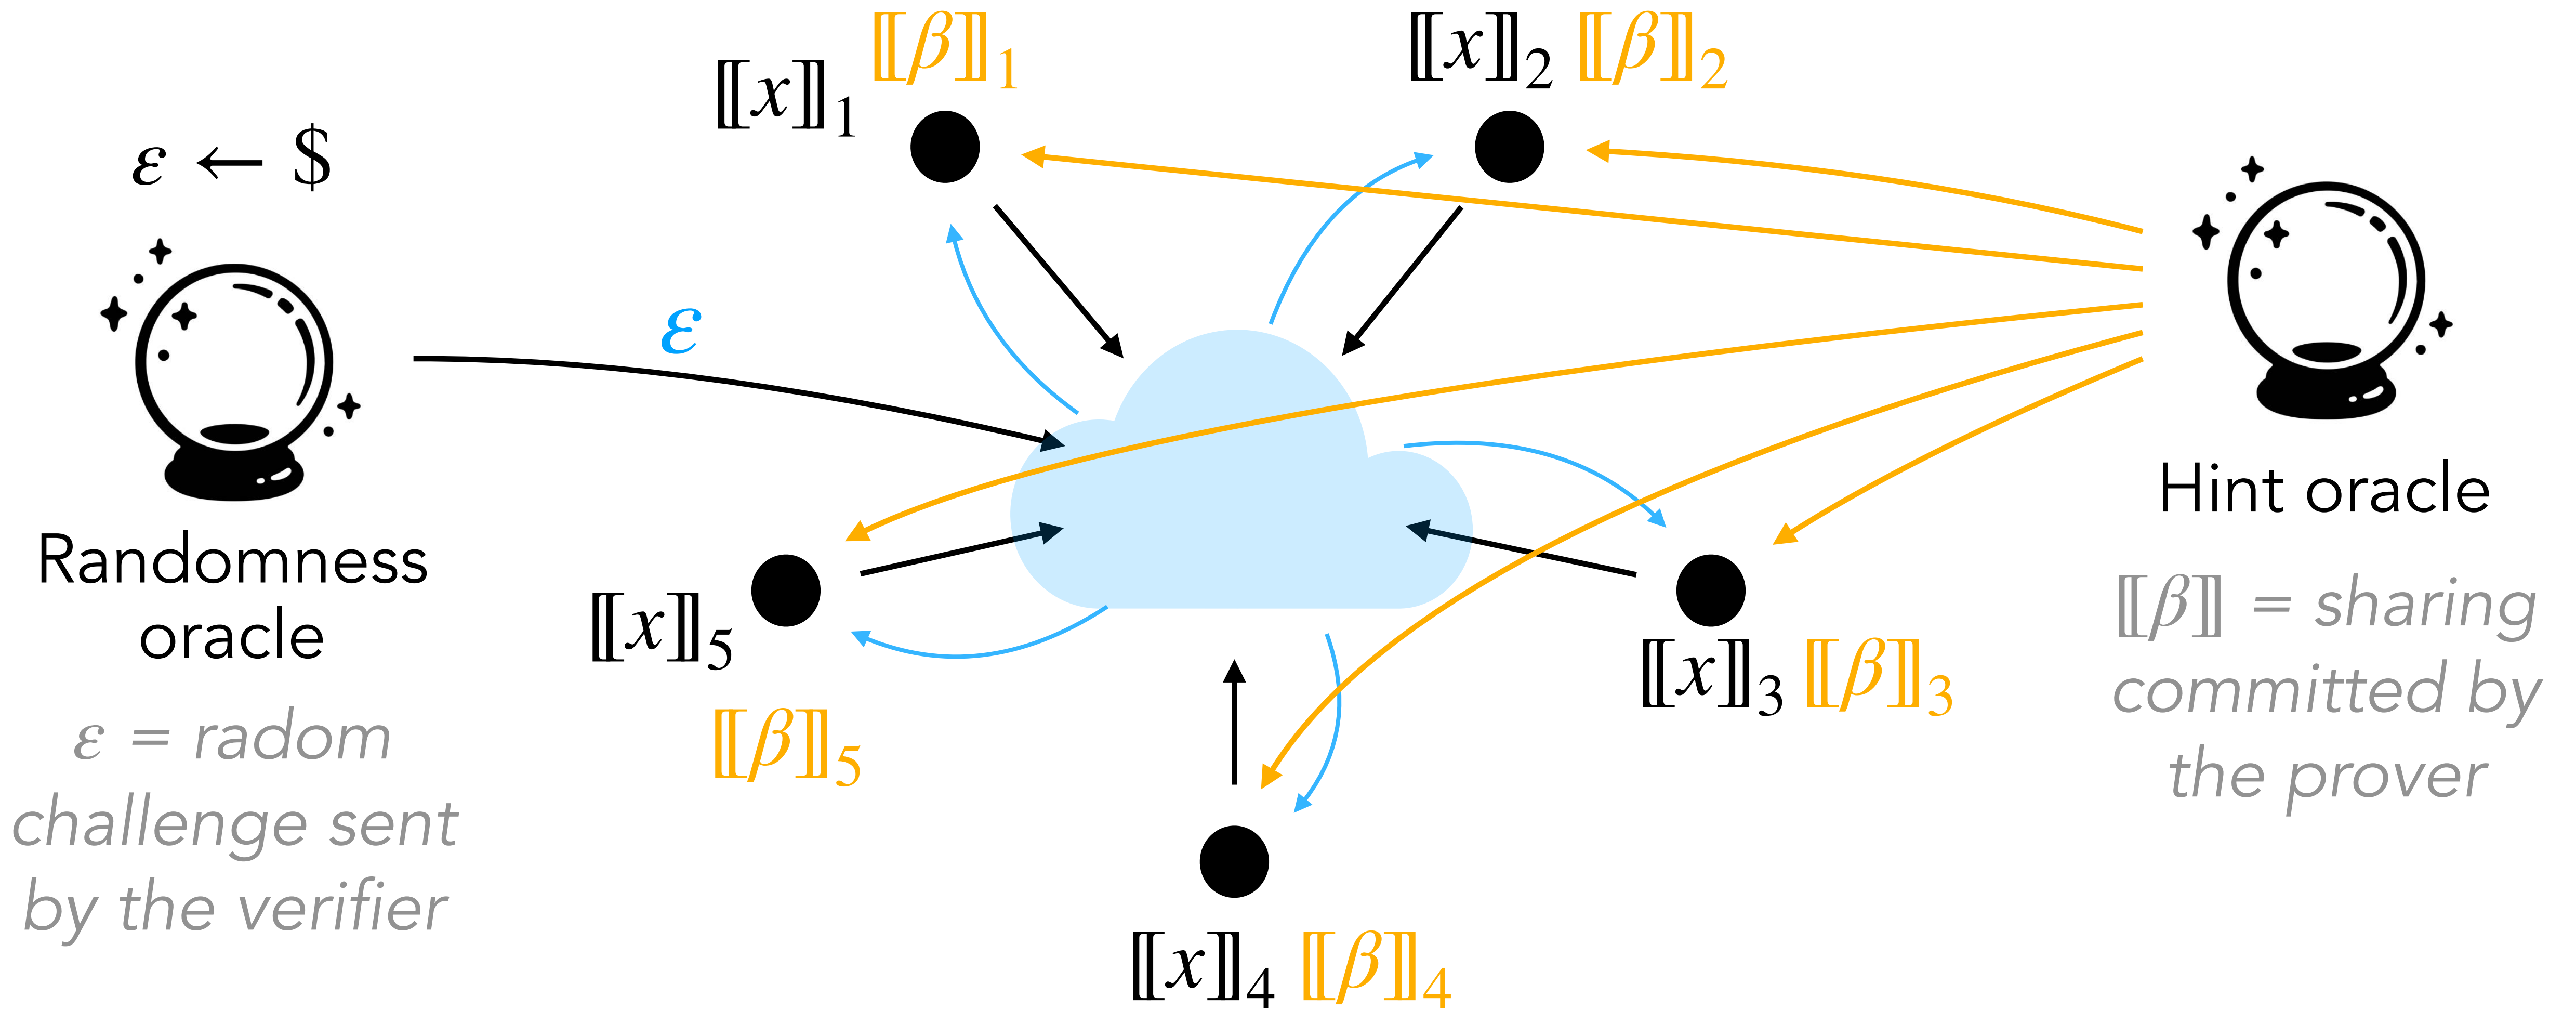 ε ← $
Randomness
oracle
ε = radom
challenge sent
by the verifier
ε
⟦x⟧₁ ⟦β⟧₁
⟦x⟧₂ ⟦β⟧₂
⟦x⟧₅
⟦β⟧₅
⟦x⟧₃ ⟦β⟧₃
⟦x⟧₄ ⟦β⟧₄
Hint oracle
⟦β⟧ = sharing
committed by
the prover